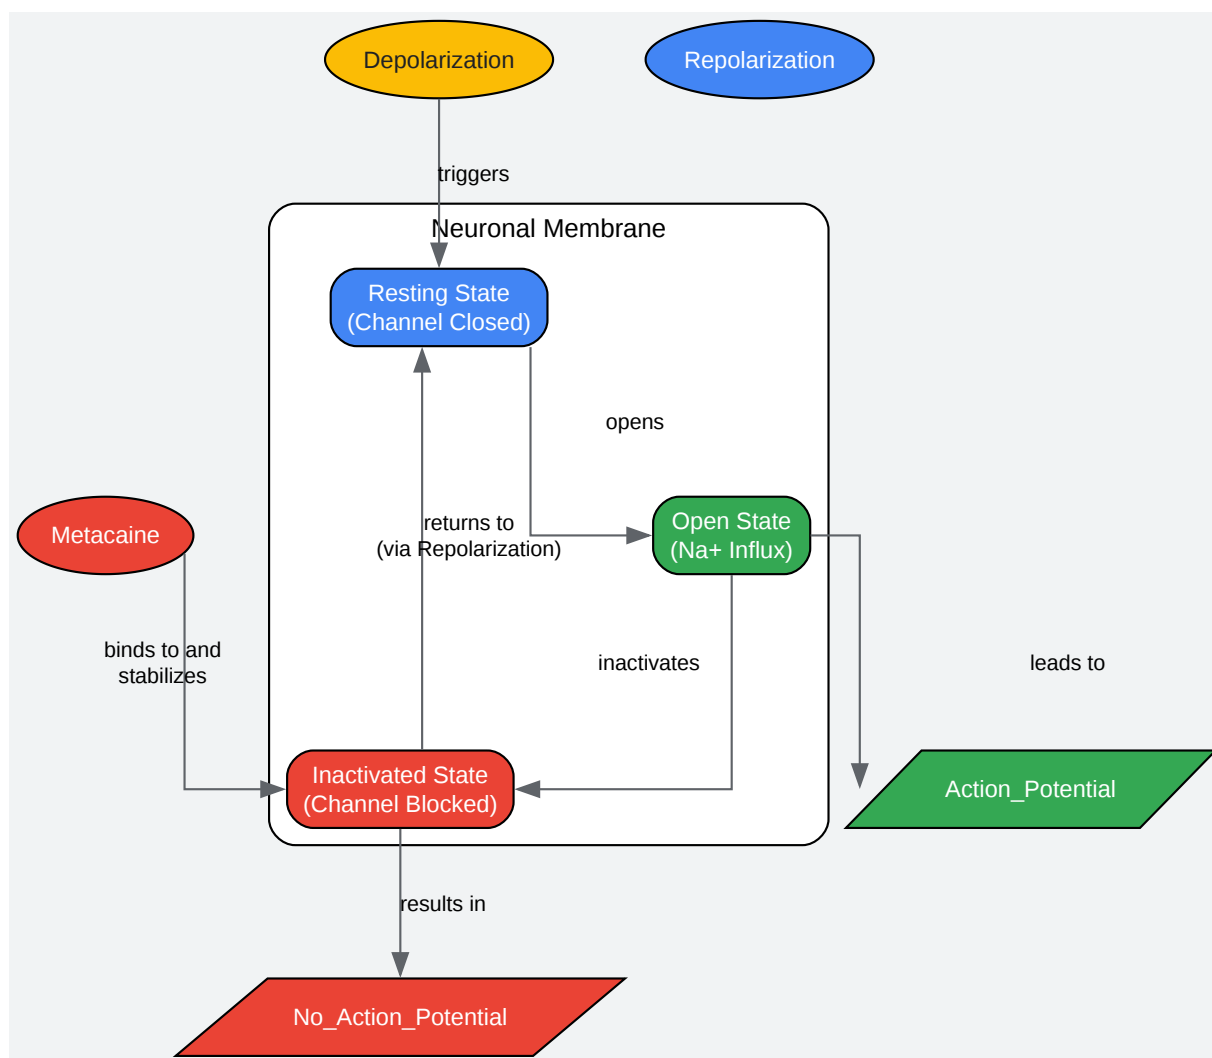 Depolarization
Repolarization
triggers
Neuronal Membrane
Resting State
(Channel Closed)
opens
Metacaine
returns to
(via Repolarization)
Open State
(Na+ Influx)
binds to and
stabilizes
inactivates
leads to
Inactivated State
(Channel Blocked)
Action_Potential
results in
No_Action_Potential